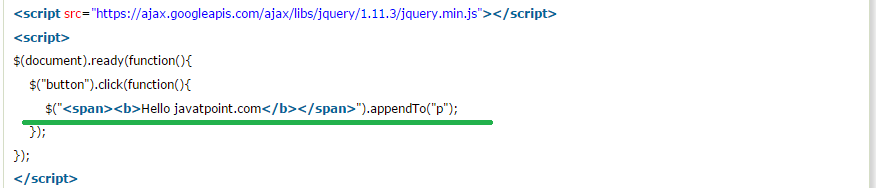 <script src="https://ajax.googleapis.com/ajax/libs/jquery/1.11.3/jquery.min.js"></script>
<script>
$(document).ready(function(){
$("button").click(function(){
$("<span><b>Hello javatpoint.com</b></span>").appendTo("p");
});
});
</script>